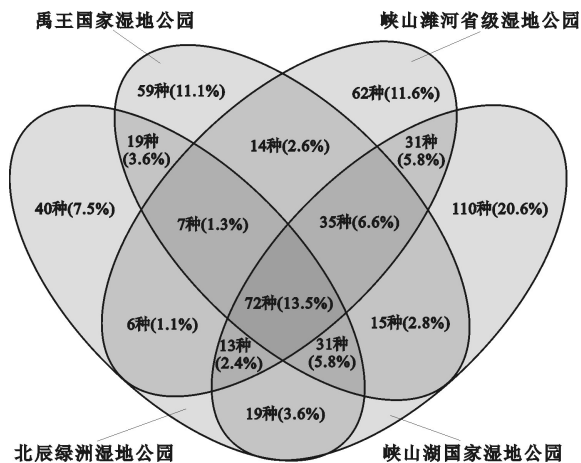 禹王国家湿地公园
峡山潍河省级湿地公园
59种(11.1%)
62种(11.6%)
19种
(3.6%)
14种(2.6%)
31种
(5.8%)
40种(7.5%)
7种(1.3%)
35种(6.6%)
110种(20.6%)
72种(13.5%)
6种(1.1%)
15种(2.8%)
13种
(2.4%)
31种
(5.8%)
19种(3.6%)
北辰绿洲湿地公园
峡山湖国家湿地公园